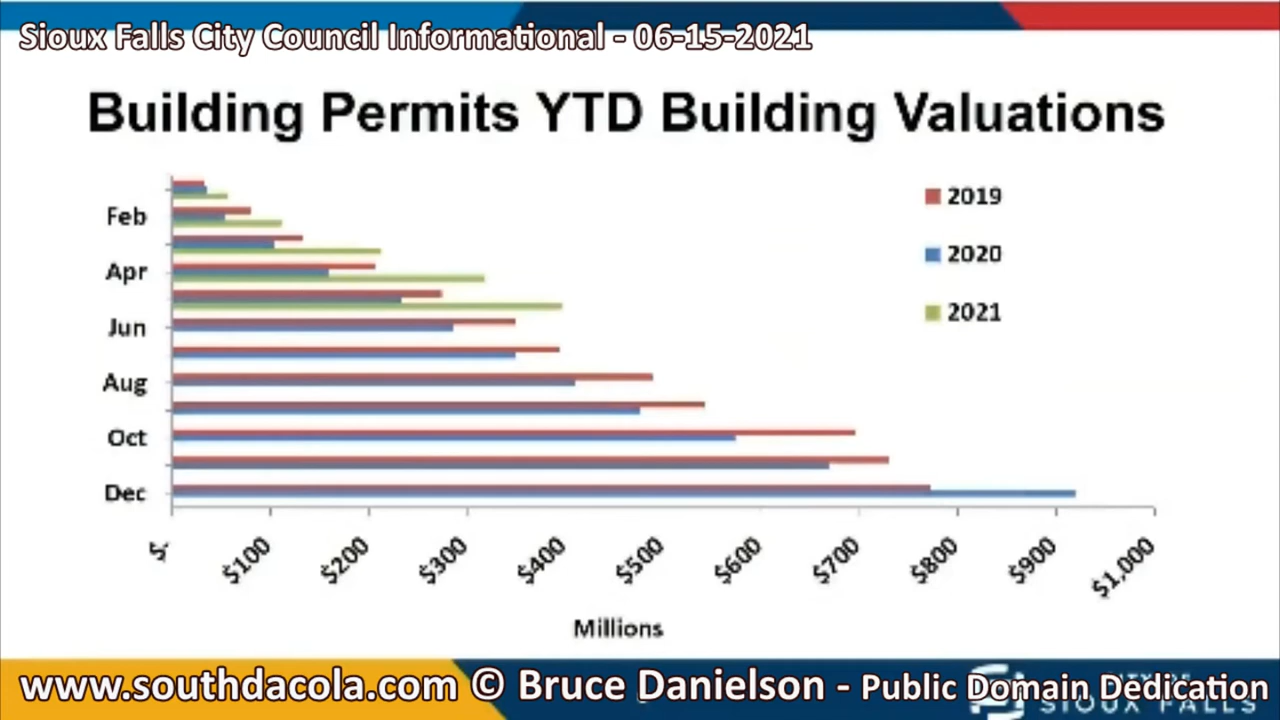 Sioux Falls City Council Informational - 06-15-2021
Building Permits YTD Building Valuations
2019
2020
2021
Feb
Apr
Jun
Aug
Oct
Dec
$-
$100
$200
$300
$400
$500
$600
$700
$800
$900
$1,000
Millions
www.southdacola.com © Bruce Danielson - Public Domain Dedication
SIOUX FALLS